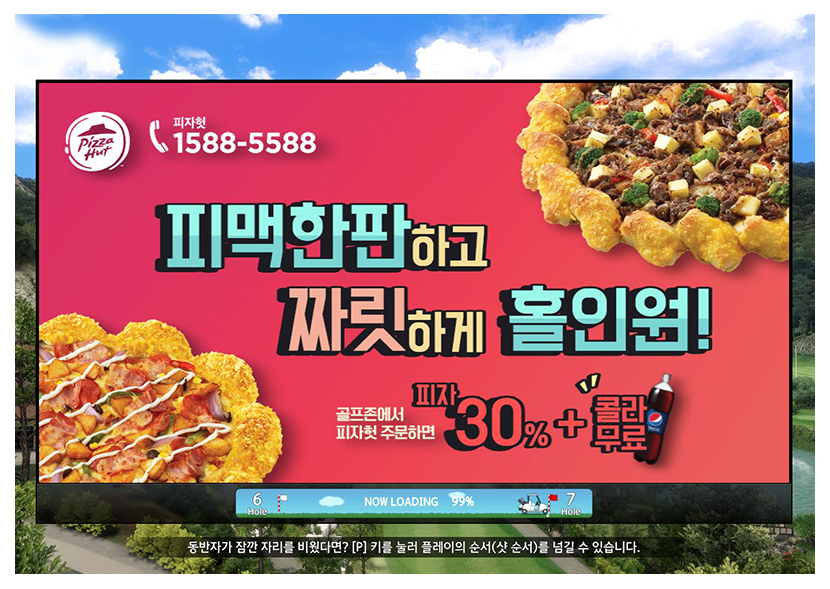 Pizza Hut
피자헛
1588-5588
피맥한판하고
짜릿하게 홀인원!
골프존에서
피자헛 주문하면
피자 30% + 콜라 무료
pepsi
6 Hole
NOW LOADING 99%
7 Hole
동반자가 잠깐 자리를 비웠다면? [P] 키를 눌러 플레이의 순서(샷 순서)를 넘길 수 있습니다.